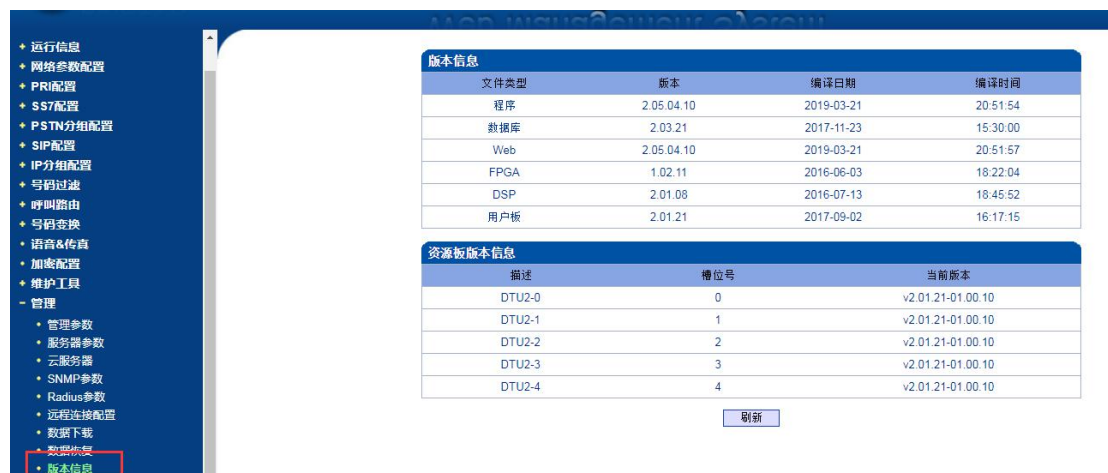 Web Management System
+ 运行信息
+ 网络参数配置
+ PRI配置
+ SS7配置
+ PSTN分组配置
+ SIP配置
+ IP分组配置
+ 号码过滤
+ 呼叫路由
+ 号码变换
• 语音&传真
• 加密配置
+ 维护工具
- 管理
• 管理参数
• 服务器参数
• 云服务器
• SNMP参数
• Radius参数
• 远程连接配置
• 数据下载
• 数据恢复
• 版本信息
版本信息
文件类型 版本 编译日期 编译时间
程序 2.05.04.10 2019-03-21 20:51:54
数据库 2.03.21 2017-11-23 15:30:00
Web 2.05.04.10 2019-03-21 20:51:57
FPGA 1.02.11 2016-06-03 18:22:04
DSP 2.01.08 2016-07-13 18:45:52
用户板 2.01.21 2017-09-02 16:17:15
资源板版本信息
描述 槽位号 当前版本
DTU2-0 0 v2.01.21-01.00.10
DTU2-1 1 v2.01.21-01.00.10
DTU2-2 2 v2.01.21-01.00.10
DTU2-3 3 v2.01.21-01.00.10
DTU2-4 4 v2.01.21-01.00.10
刷新